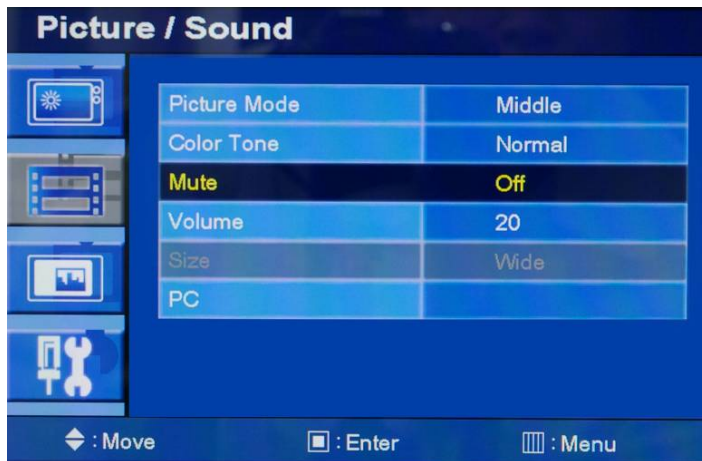 Picture / Sound
Picture Mode Middle
Color Tone Normal
Mute Off
Volume 20
Size Wide
PC
: Move : Enter : Menu